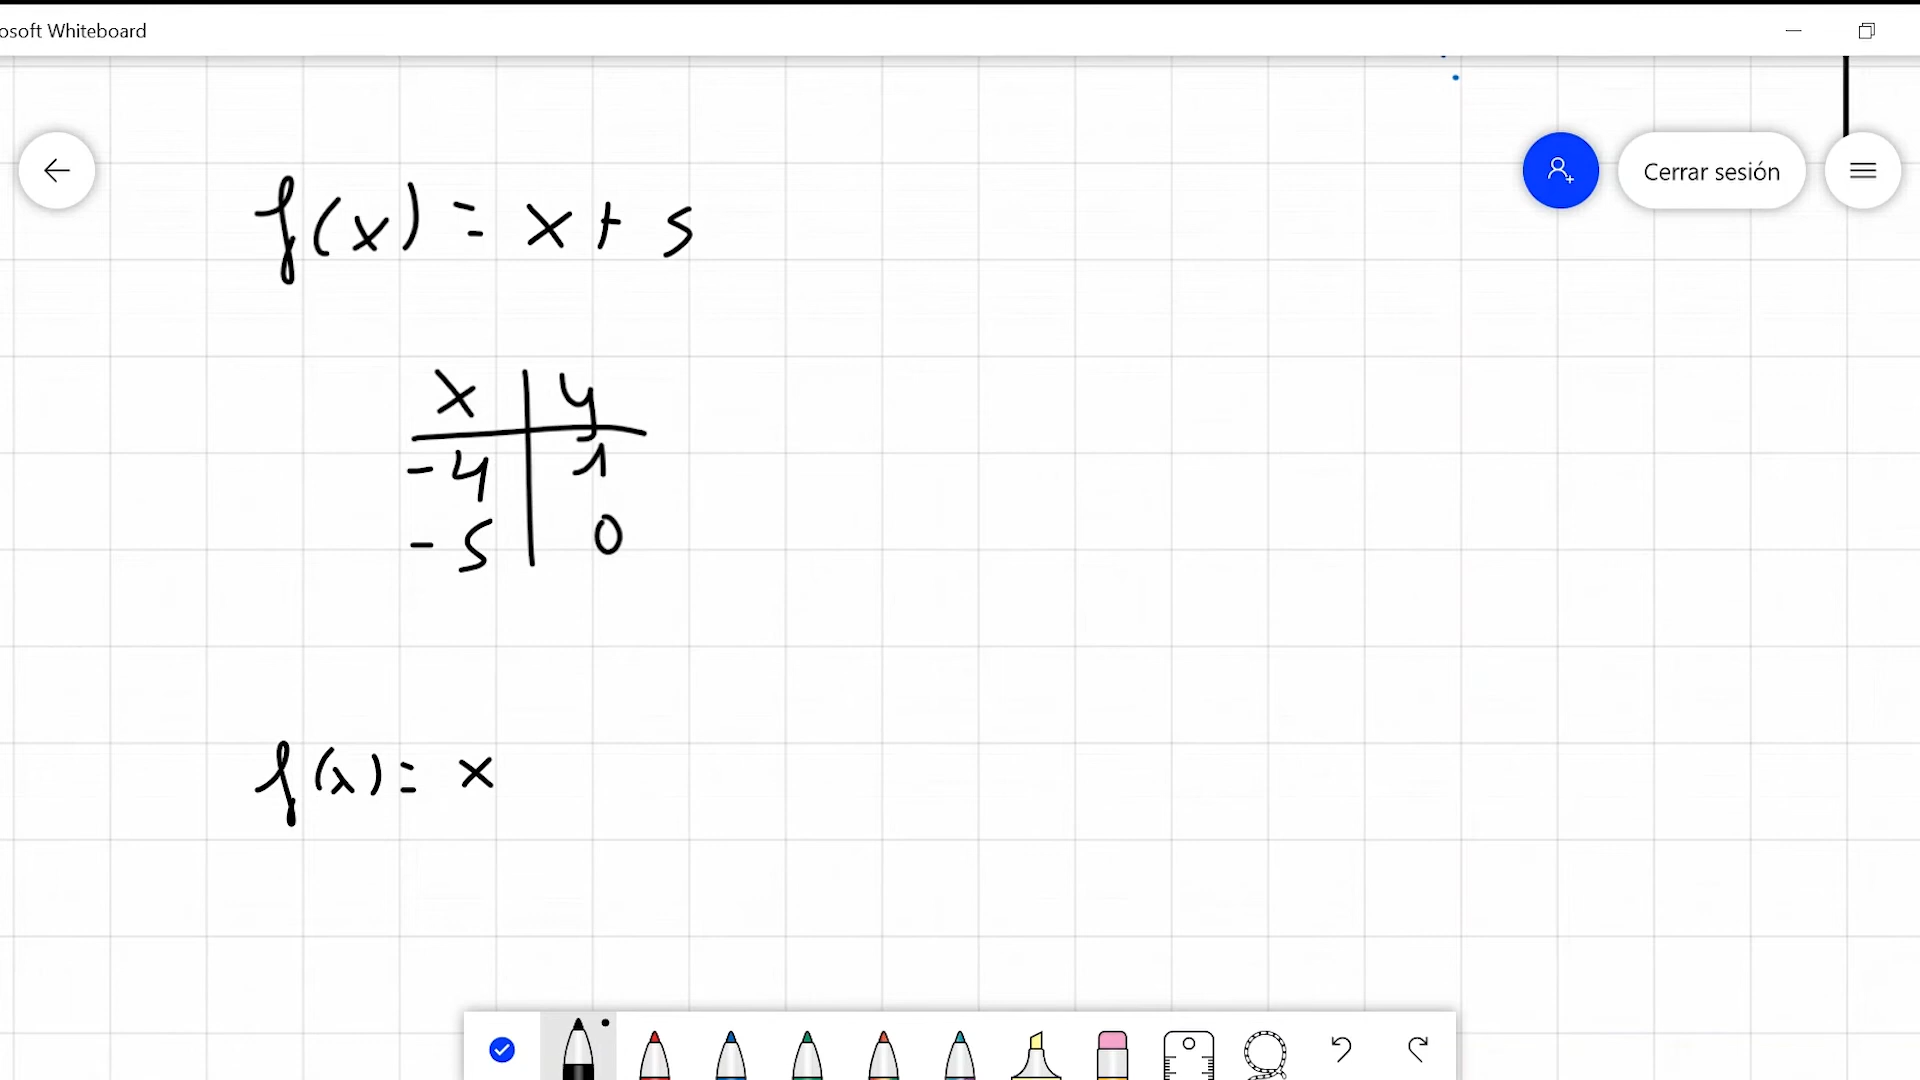 osoft Whiteboard
Cerrar sesión
f(x) = x + 5
x | y
-4 | 1
-5 | 0
f(x) = x